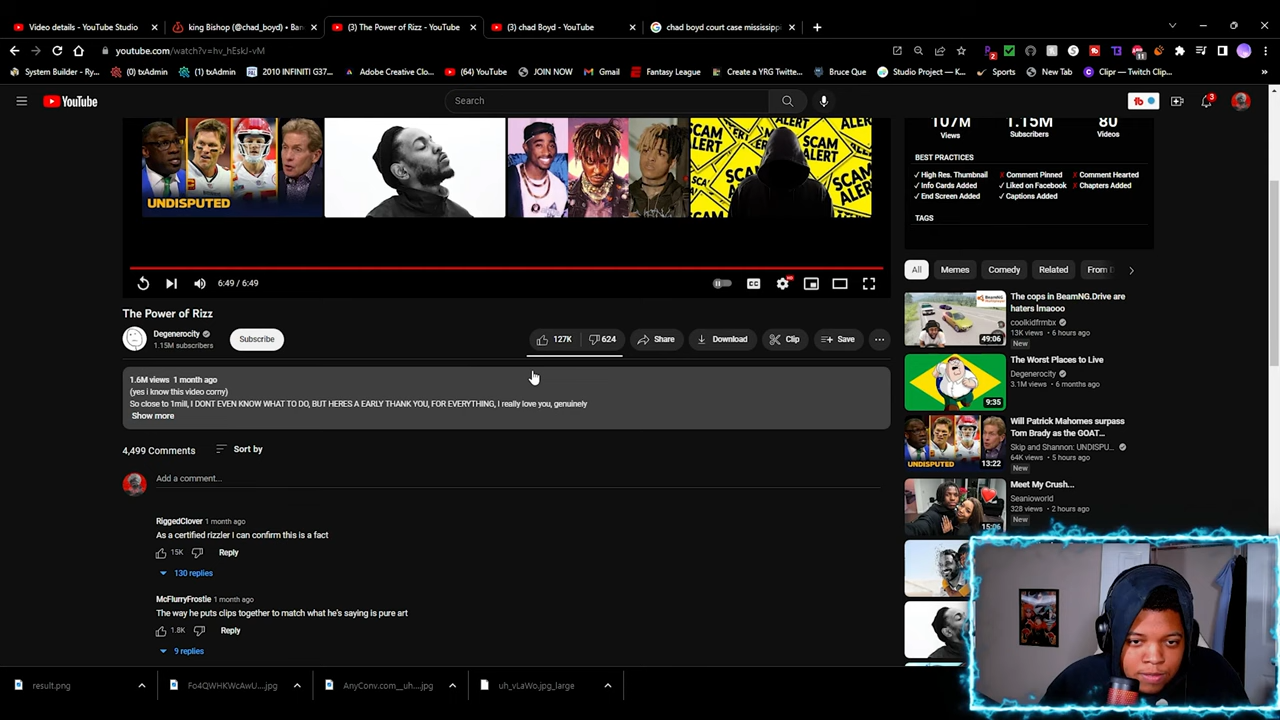 Video details - YouTube Studio
king Bishop (@chad_boyd) • Ban
(3) The Power of Rizz - YouTube
(3) chad Boyd - YouTube
chad boyd court case mississippi
youtube.com/watch?v=hv_hEskJ-vM
System Builder - Ry...
(0) txAdmin
(1) txAdmin
2010 INFINITI G37...
Adobe Creative Clo...
(64) YouTube
JOIN NOW
Gmail
Fantasy League
Create a YRG Twitte...
Bruce Que
Studio Project — K...
Sports
New Tab
Clipr — Twitch Clip...
YouTube
Search
3
UNDISPUTED
SCAM ALERT
107M
1.15M
80
Views
Subscribers
Videos
BEST PRACTICES
✓ High Res. Thumbnail
✗ Comment Pinned
✗ Comment Hearted
✓ Info Cards Added
✓ Liked on Facebook
✗ Chapters Added
✓ End Screen Added
✓ Captions Added
TAGS
6:49 / 6:49
All
Memes
Comedy
Related
From D
The Power of Rizz
Degenerocity
1.15M subscribers
Subscribe
127K
624
Share
Download
Clip
Save
1.6M views 1 month ago
(yes i know this video corny)
So close to 1mill, I DONT EVEN KNOW WHAT TO DO, BUT HERES A EARLY THANK YOU, FOR EVERYTHING, I really love you, genuinely
Show more
4,499 Comments
Sort by
Add a comment...
RiggedClover 1 month ago
As a certified rizzler I can confirm this is a fact
15K
Reply
130 replies
McFlurryFrostie 1 month ago
The way he puts clips together to match what he's saying is pure art
1.8K
Reply
9 replies
The cops in BeamNG.Drive are
haters lmaooo
coolkidfrmbx
13K views • 6 hours ago
New
49:06
The Worst Places to Live
Degenerocity
3.1M views • 6 months ago
9:35
Will Patrick Mahomes surpass
Tom Brady as the GOAT...
Skip and Shannon: UNDISPU...
64K views • 5 hours ago
New
UNDISPUTED
13:22
Meet My Crush...
Seanioworld
328 views • 2 hours ago
New
15:06
result.png
Fo4QWHKWcAwU....jpg
AnyConv.com__uh....jpg
uh_vLaWo.jpg_large